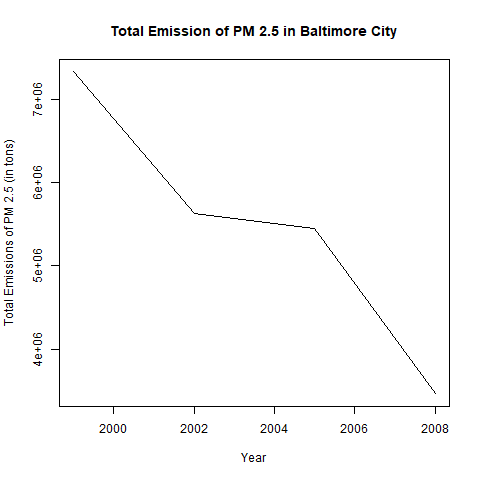 Total Emission of PM 2.5 in Baltimore City
Total Emissions of PM 2.5 (in tons)
7e+06
6e+06
5e+06
4e+06
2000 2002 2004 2006 2008
Year